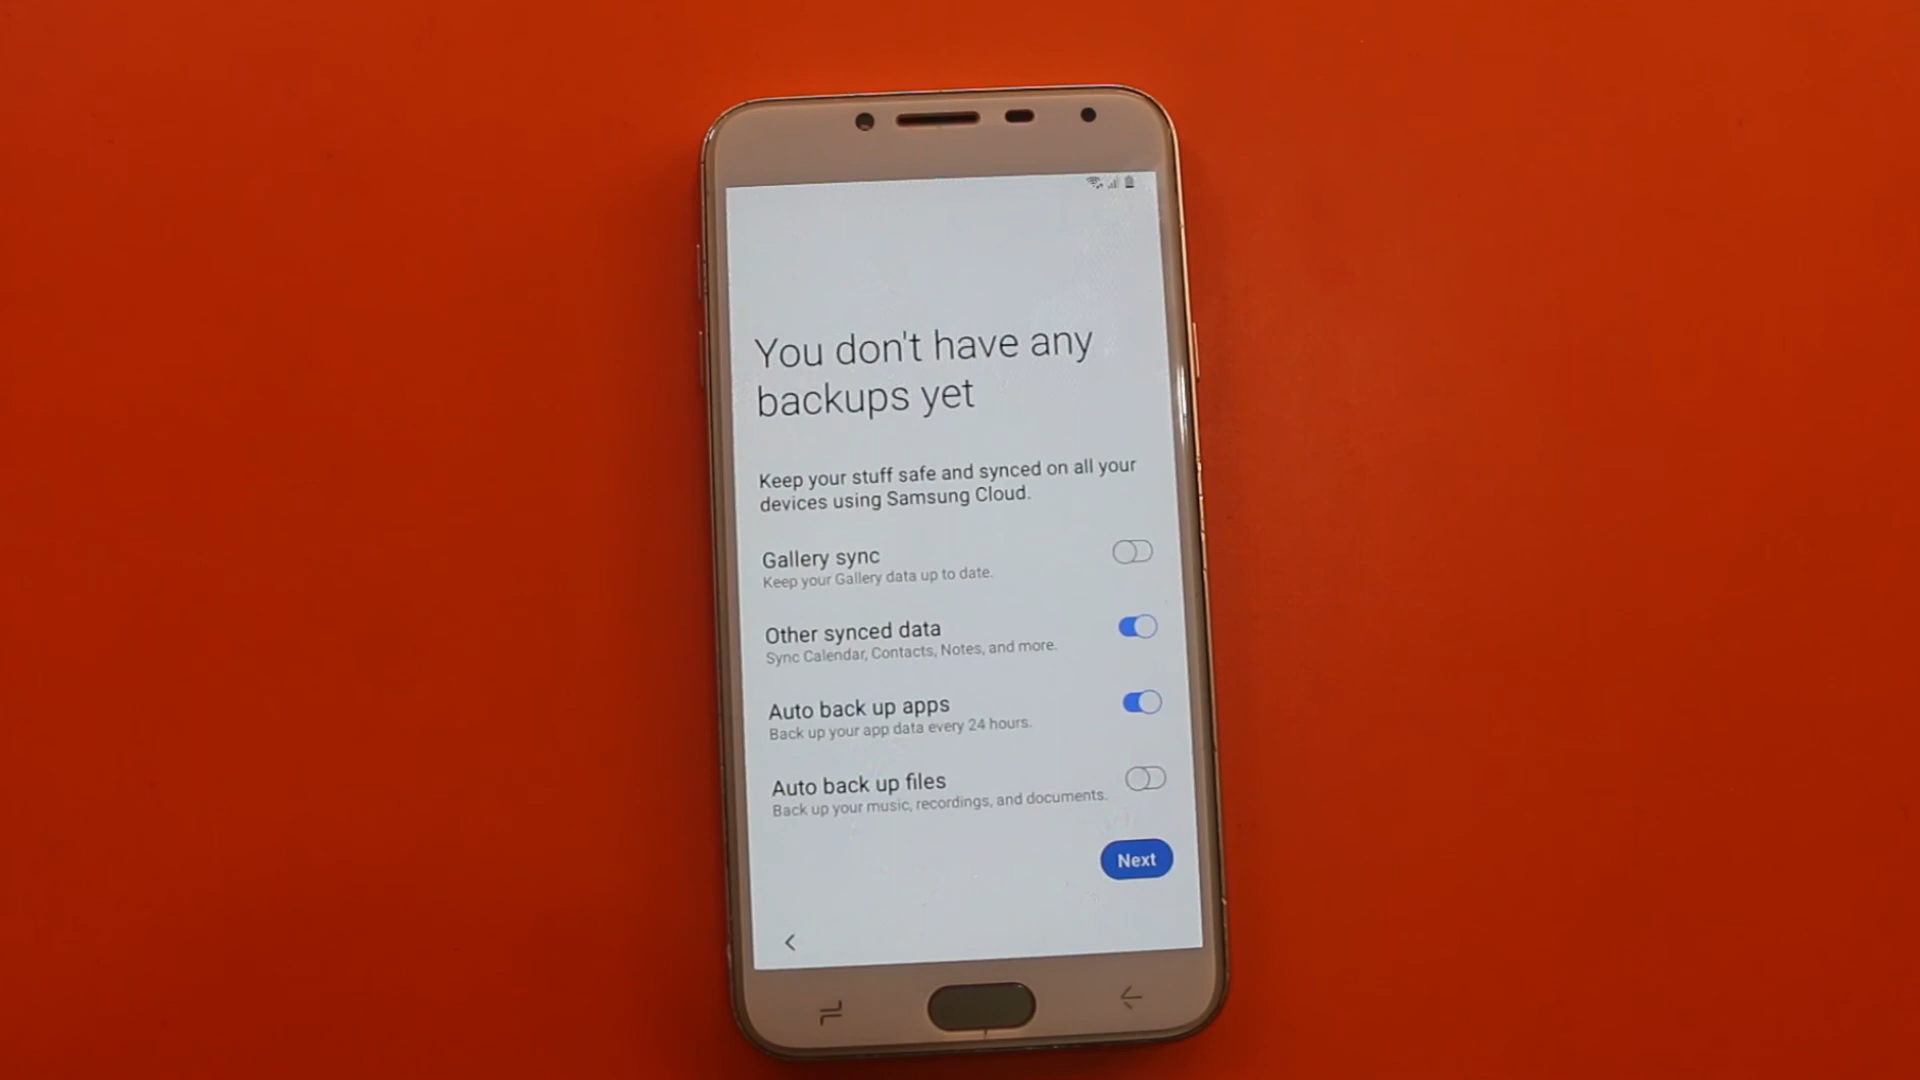 You don't have any
backups yet
Keep your stuff safe and synced on all your
devices using Samsung Cloud.
Gallery sync
Keep your Gallery data up to date.
Other synced data
Sync Calendar, Contacts, Notes, and more.
Auto back up apps
Back up your app data every 24 hours.
Auto back up files
Back up your music, recordings, and documents.
Next